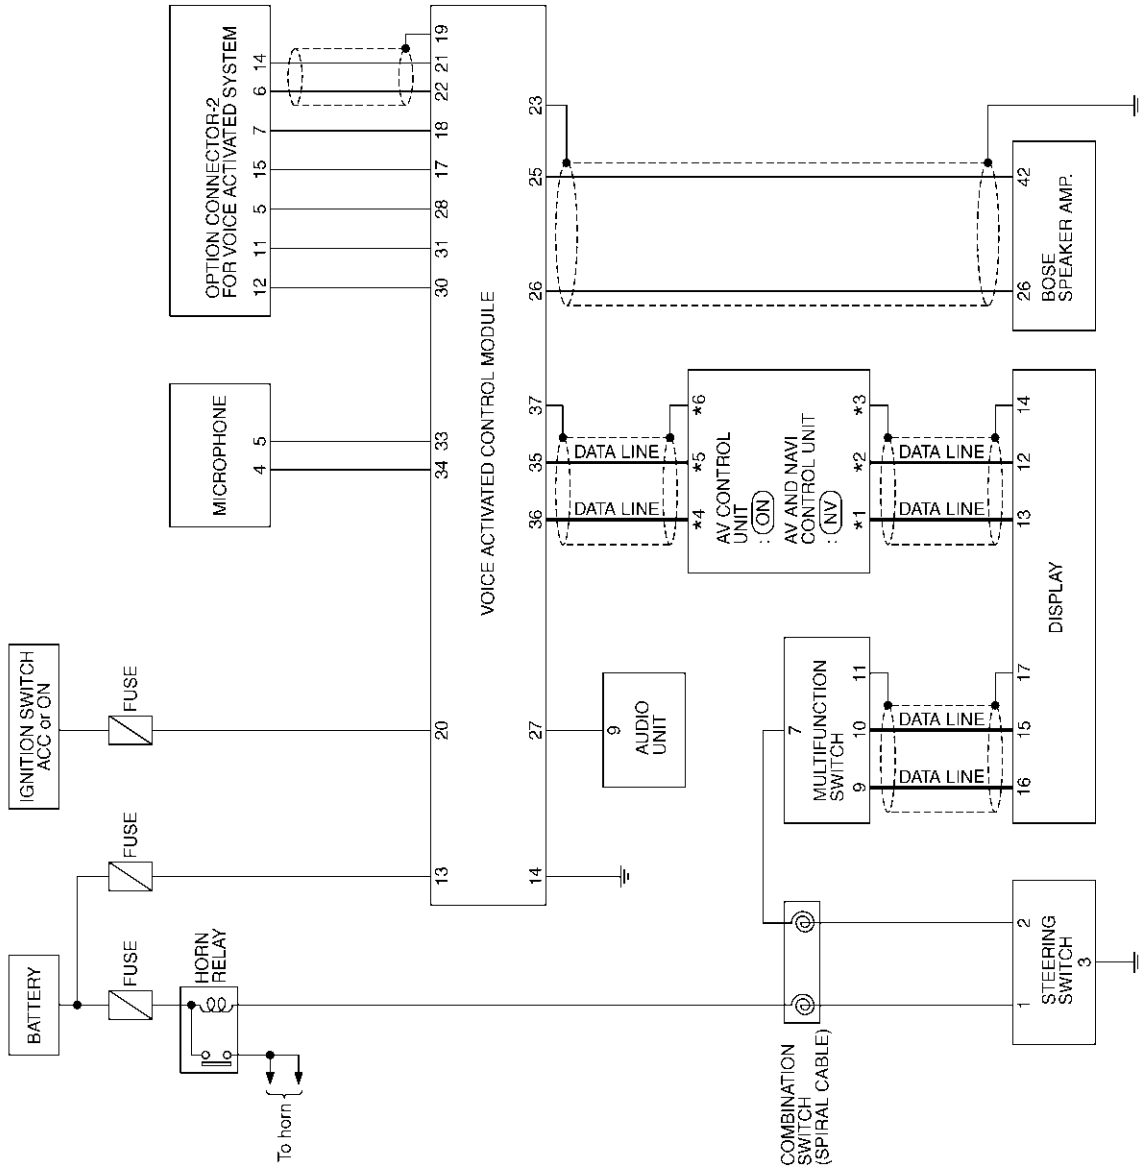 BATTERY
FUSE
HORN
RELAY
To horn
FUSE
IGNITION SWITCH
ACC or ON
FUSE
MICROPHONE
4
5
OPTION CONNECTOR-2
FOR VOICE ACTIVATED SYSTEM
12
11
5
15
7
6
14
13
20
34
33
30
31
28
17
18
22
21
19
VOICE ACTIVATED CONTROL MODULE
14
27
36
35
37
26
25
23
9
AUDIO
UNIT
DATA LINE
DATA LINE
*4
*5
*6
AV CONTROL
UNIT
: ON
AV AND NAVI
CONTROL UNIT
: NV
*1
*2
*3
COMBINATION
SWITCH
(SPIRAL CABLE)
7
MULTIFUNCTION
SWITCH
9
10
11
DATA LINE
DATA LINE
DATA LINE
DATA LINE
1
2
STEERING
SWITCH
3
16
15
17
13
12
14
DISPLAY
26
42
BOSE
SPEAKER AMP.